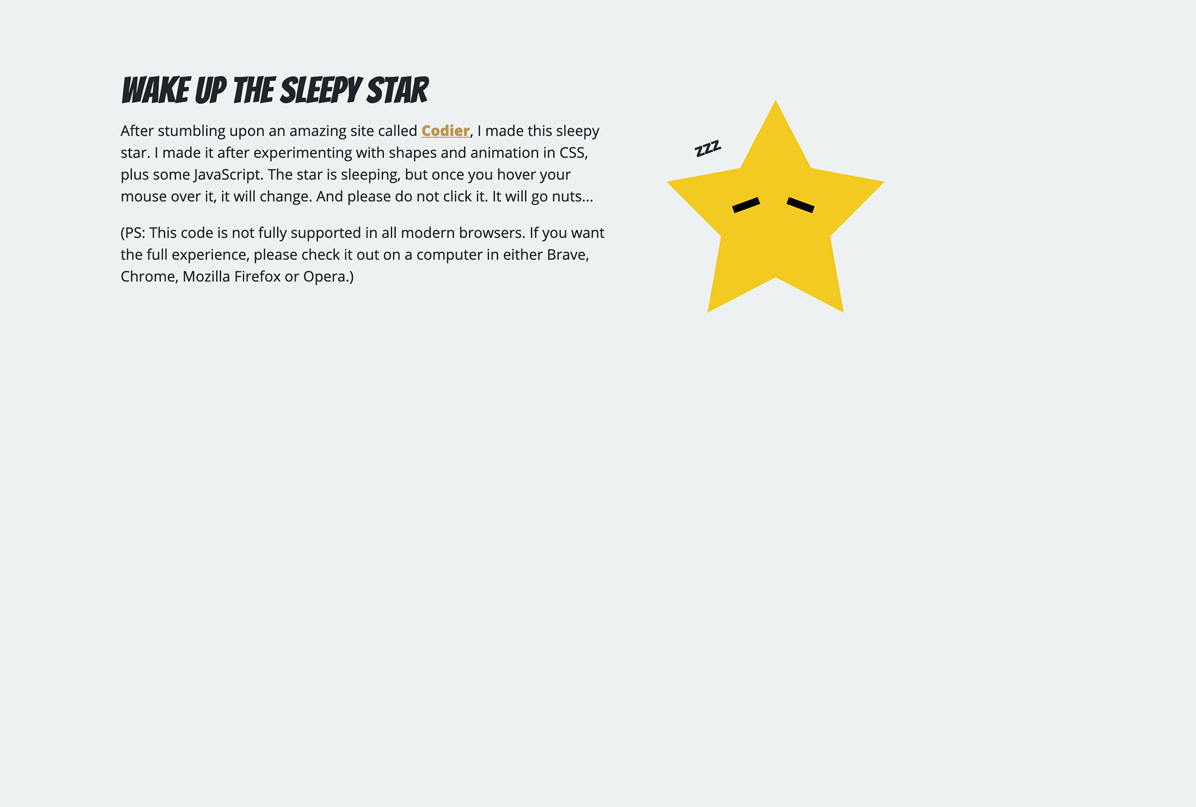 WAKE UP THE SLEEPY STAR
After stumbling upon an amazing site called Codier, I made this sleepy
star. I made it after experimenting with shapes and animation in CSS,
plus some JavaScript. The star is sleeping, but once you hover your
mouse over it, it will change. And please do not click it. It will go nuts...
(PS: This code is not fully supported in all modern browsers. If you want
the full experience, please check it out on a computer in either Brave,
Chrome, Mozilla Firefox or Opera.)
zzz